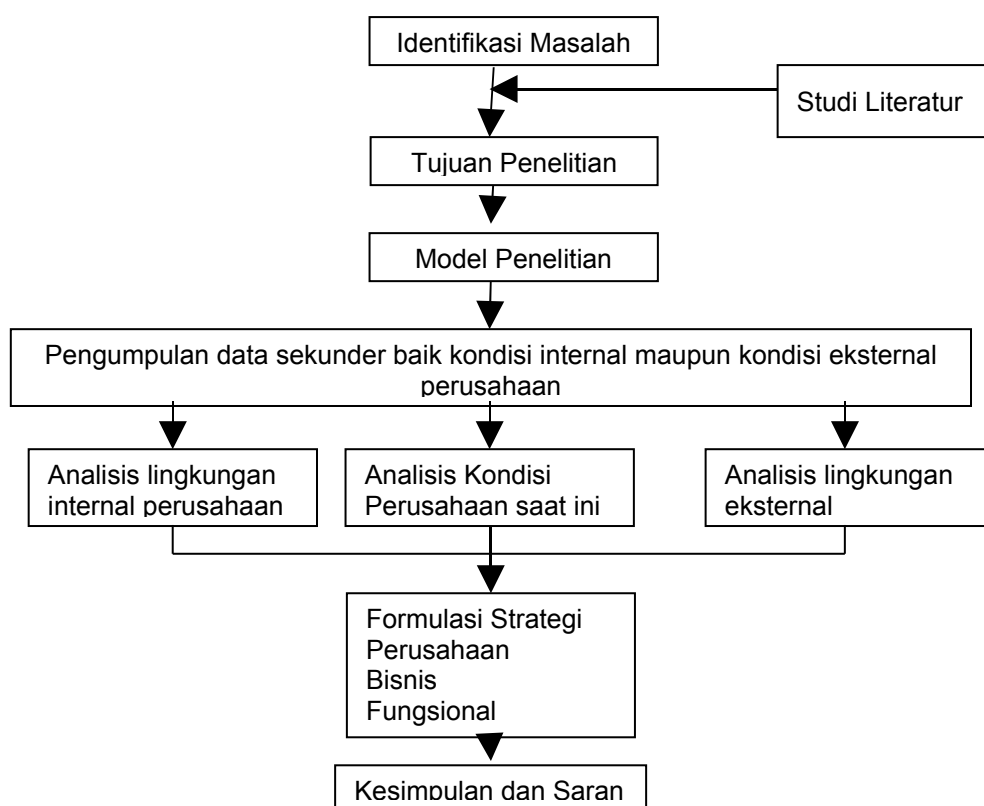 Identifikasi Masalah
Studi Literatur
Tujuan Penelitian
Model Penelitian
Pengumpulan data sekunder baik kondisi internal maupun kondisi eksternal
perusahaan
Analisis lingkungan
internal perusahaan
Analisis Kondisi
Perusahaan saat ini
Analisis lingkungan
eksternal
Formulasi Strategi
Perusahaan
Bisnis
Fungsional
Kesimpulan dan Saran